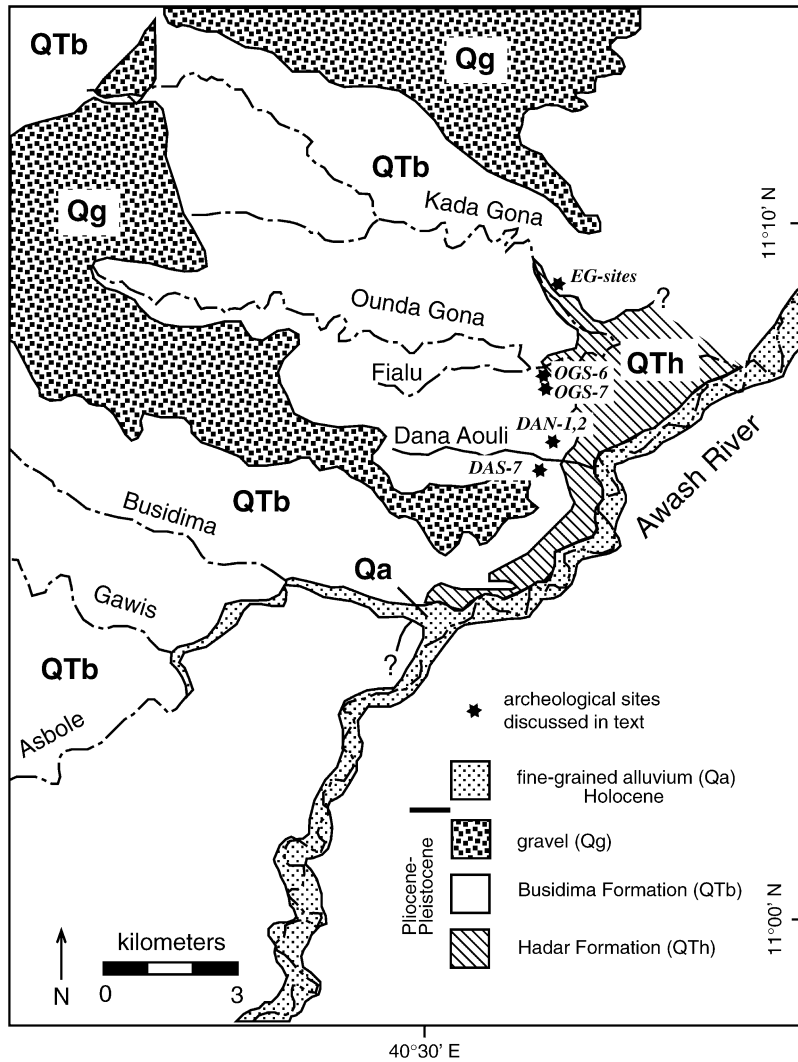 QTb
Qg
QTb
Qg
Kada Gona
11°10' N
EG-sites
?
Ounda Gona
QTh
Fialu
OGS-6
OGS-7
DAN-1,2
Dana Aouli
DAS-7
Awash River
QTb
Busidima
Qa
Gawis
?
QTb
Asbole
archeological sites
discussed in text
fine-grained alluvium (Qa)
Holocene
gravel (Qg)
Pliocene-
Pleistocene
Busidima Formation (QTb)
Hadar Formation (QTh)
11°00' N
kilometers
0 3
N
40°30' E